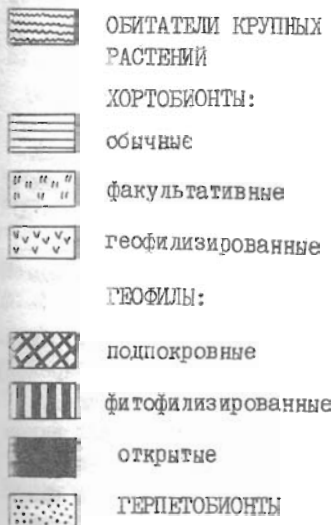 ОБИТАТЕЛИ КРУПНЫХ
РАСТЕНИЙ
ХОРТОБИОНТЫ:
обычные
факультативные
геофилизированные
ГЕОФИЛЫ:
подпокровные
фитофилизированные
открытые
ГЕРПЕТОБИОНТЫ